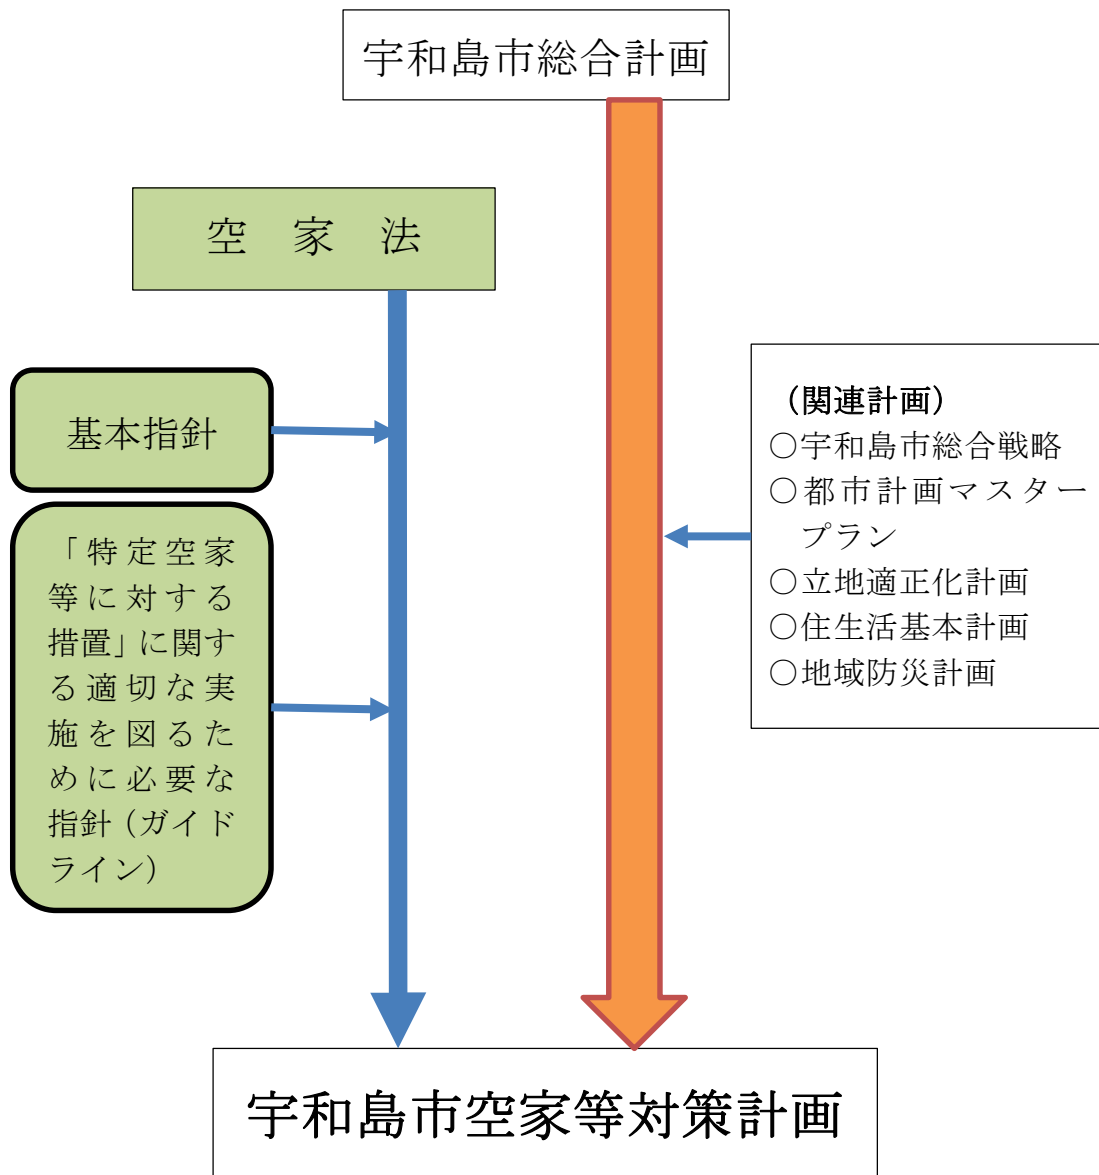 宇和島市総合計画
空　家　法
基本指針
「特定空家
等に対する
措置」に関す
る適切な実
施を図るた
めに必要な
指針（ガイド
ライン）
（関連計画）
○宇和島市総合戦略
○都市計画マスター
プラン
○立地適正化計画
○住生活基本計画
○地域防災計画
宇和島市空家等対策計画